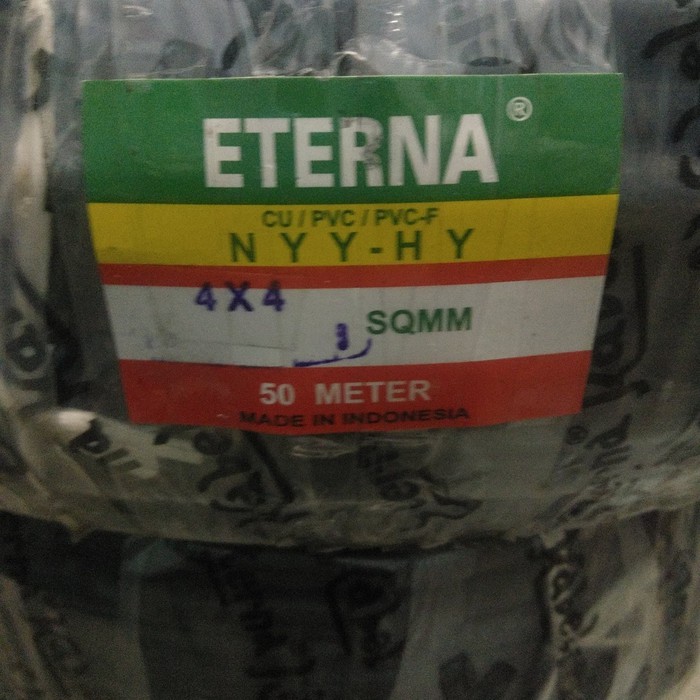 ETERNA ®
CU / PVC / PVC-F
NYY-HY
4X4
SQMM
50 METER
MADE IN INDONESIA